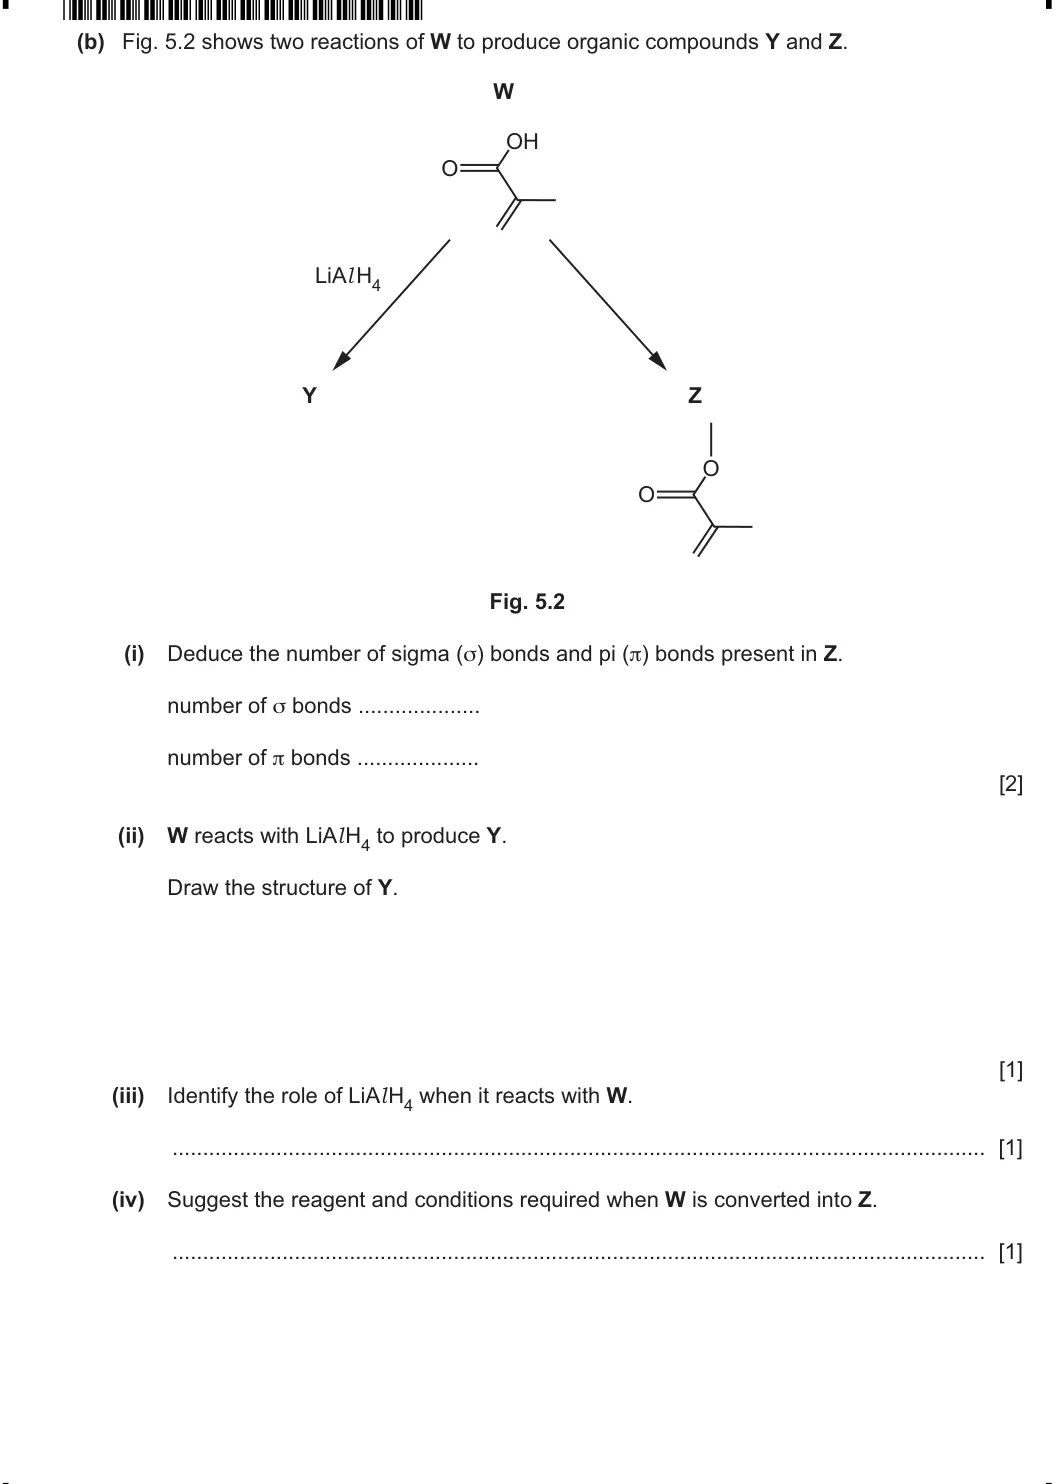 (b) Fig. 5.2 shows two reactions of W to produce organic compounds Y and Z.
W
OH
O
LiAlH4
Y
Z
O
O
Fig. 5.2
(i) Deduce the number of sigma (σ) bonds and pi (π) bonds present in Z.
number of σ bonds ....................
number of π bonds ....................
[2]
(ii) W reacts with LiAlH4 to produce Y.
Draw the structure of Y.
[1]
(iii) Identify the role of LiAlH4 when it reacts with W.
...................................................................................................................................... [1]
(iv) Suggest the reagent and conditions required when W is converted into Z.
...................................................................................................................................... [1]